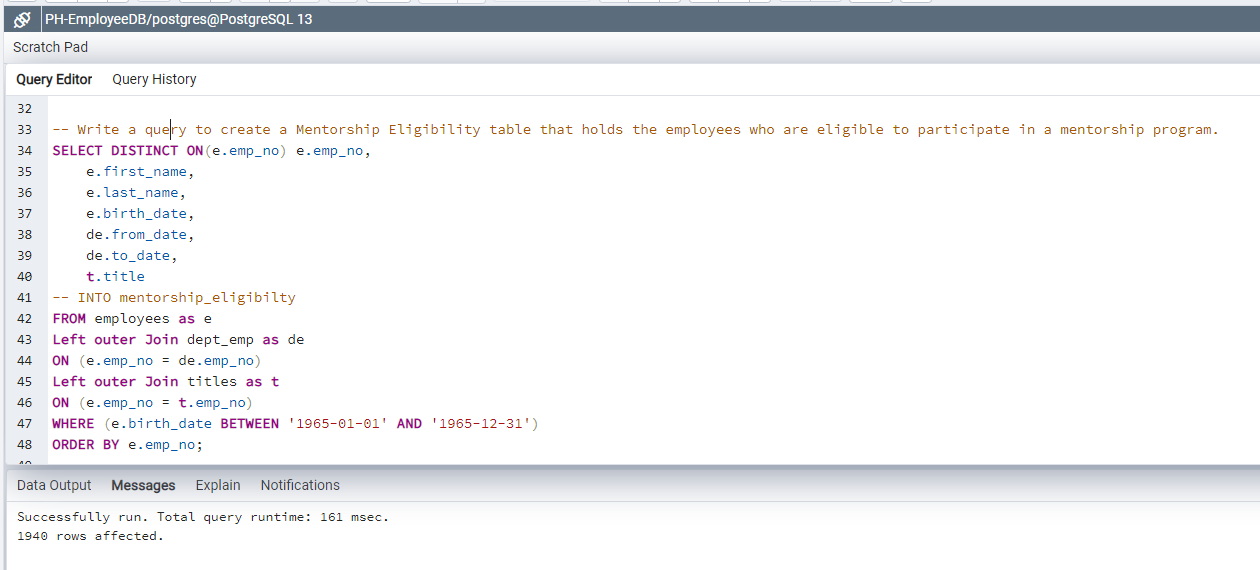 PH-EmployeeDB/postgres@PostgreSQL 13
Scratch Pad
Query Editor Query History
32
33 -- Write a query to create a Mentorship Eligibility table that holds the employees who are eligible to participate in a mentorship program.
34 SELECT DISTINCT ON(e.emp_no) e.emp_no,
35 e.first_name,
36 e.last_name,
37 e.birth_date,
38 de.from_date,
39 de.to_date,
40 t.title
41 -- INTO mentorship_eligibilty
42 FROM employees as e
43 Left outer Join dept_emp as de
44 ON (e.emp_no = de.emp_no)
45 Left outer Join titles as t
46 ON (e.emp_no = t.emp_no)
47 WHERE (e.birth_date BETWEEN '1965-01-01' AND '1965-12-31')
48 ORDER BY e.emp_no;
Data Output Messages Explain Notifications
Successfully run. Total query runtime: 161 msec.
1940 rows affected.